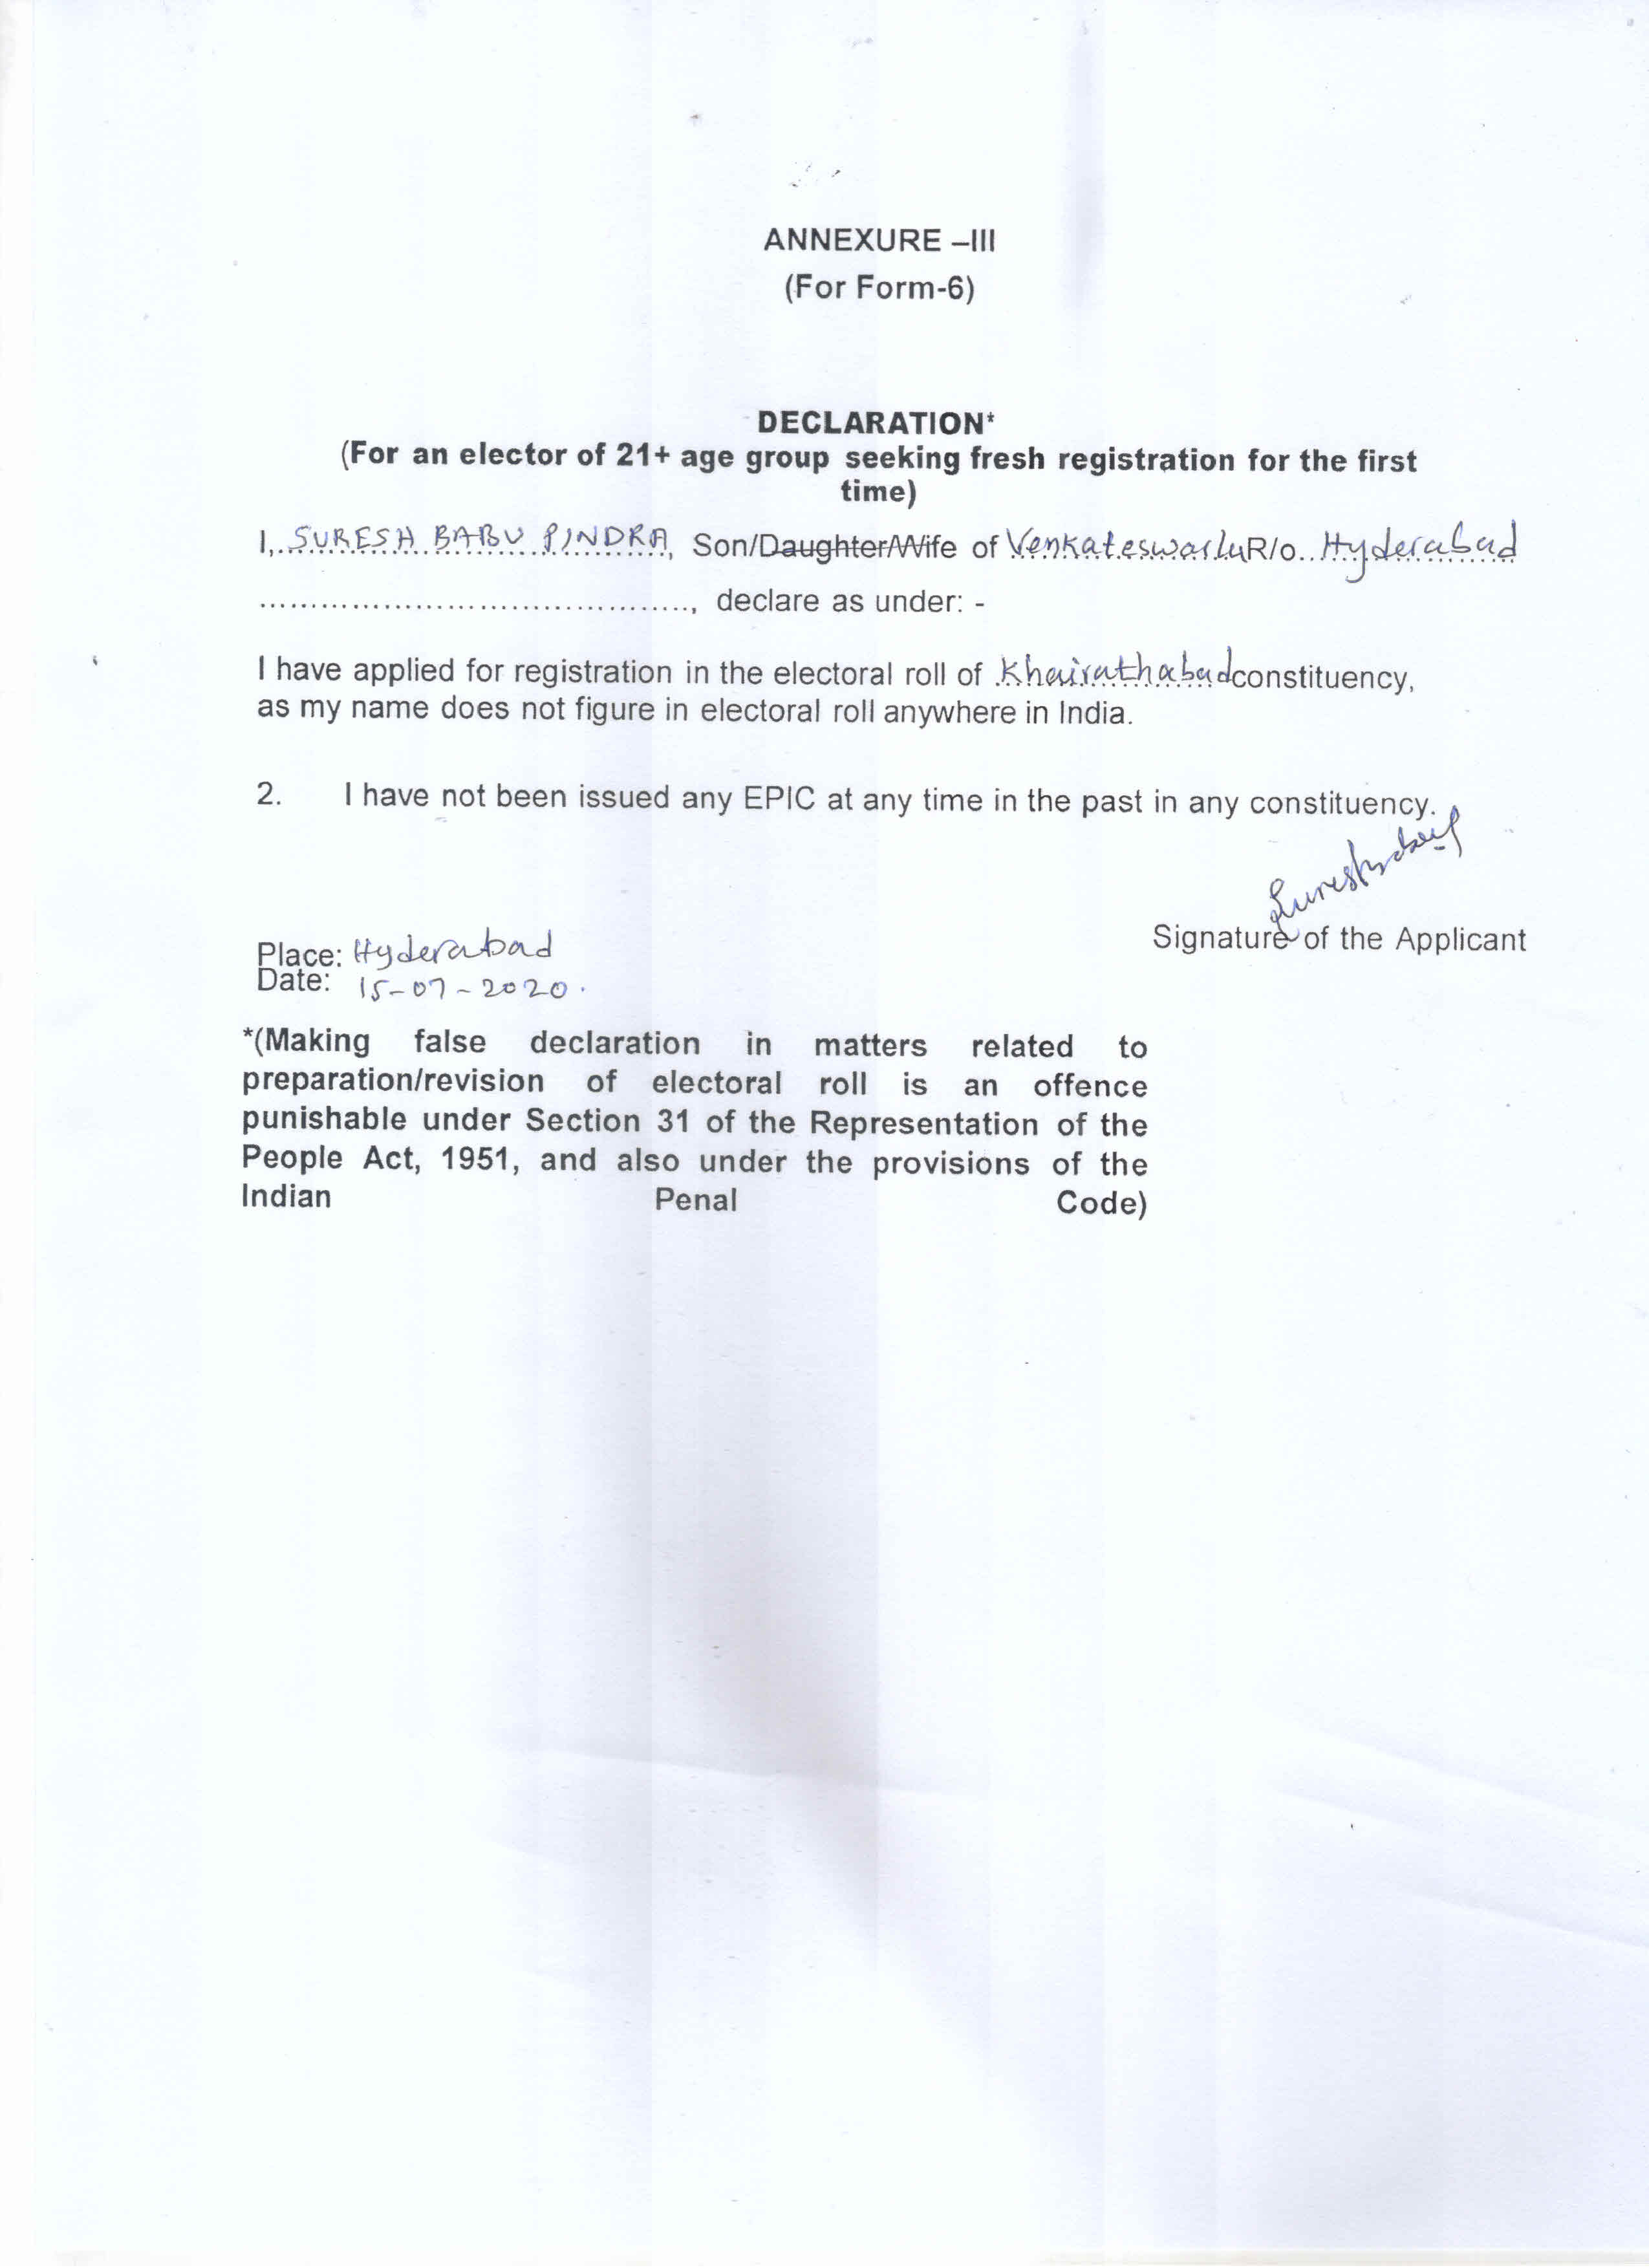 ANNEXURE –III
(For Form-6)
DECLARATION*
(For an elector of 21+ age group seeking fresh registration for the first
time)
I,..SURESH BABU PINDRA, Son/Daughter/Wife of Venkateswarlu R/o..Hyderabad
..........................................., declare as under: -
I have applied for registration in the electoral roll of Khairathabad constituency,
as my name does not figure in electoral roll anywhere in India.
2. I have not been issued any EPIC at any time in the past in any constituency.
Signature of the Applicant
Place: Hyderabad
Date: 15-07-2020.
*(Making false declaration in matters related to
preparation/revision of electoral roll is an offence
punishable under Section 31 of the Representation of the
People Act, 1951, and also under the provisions of the
Indian Penal Code)